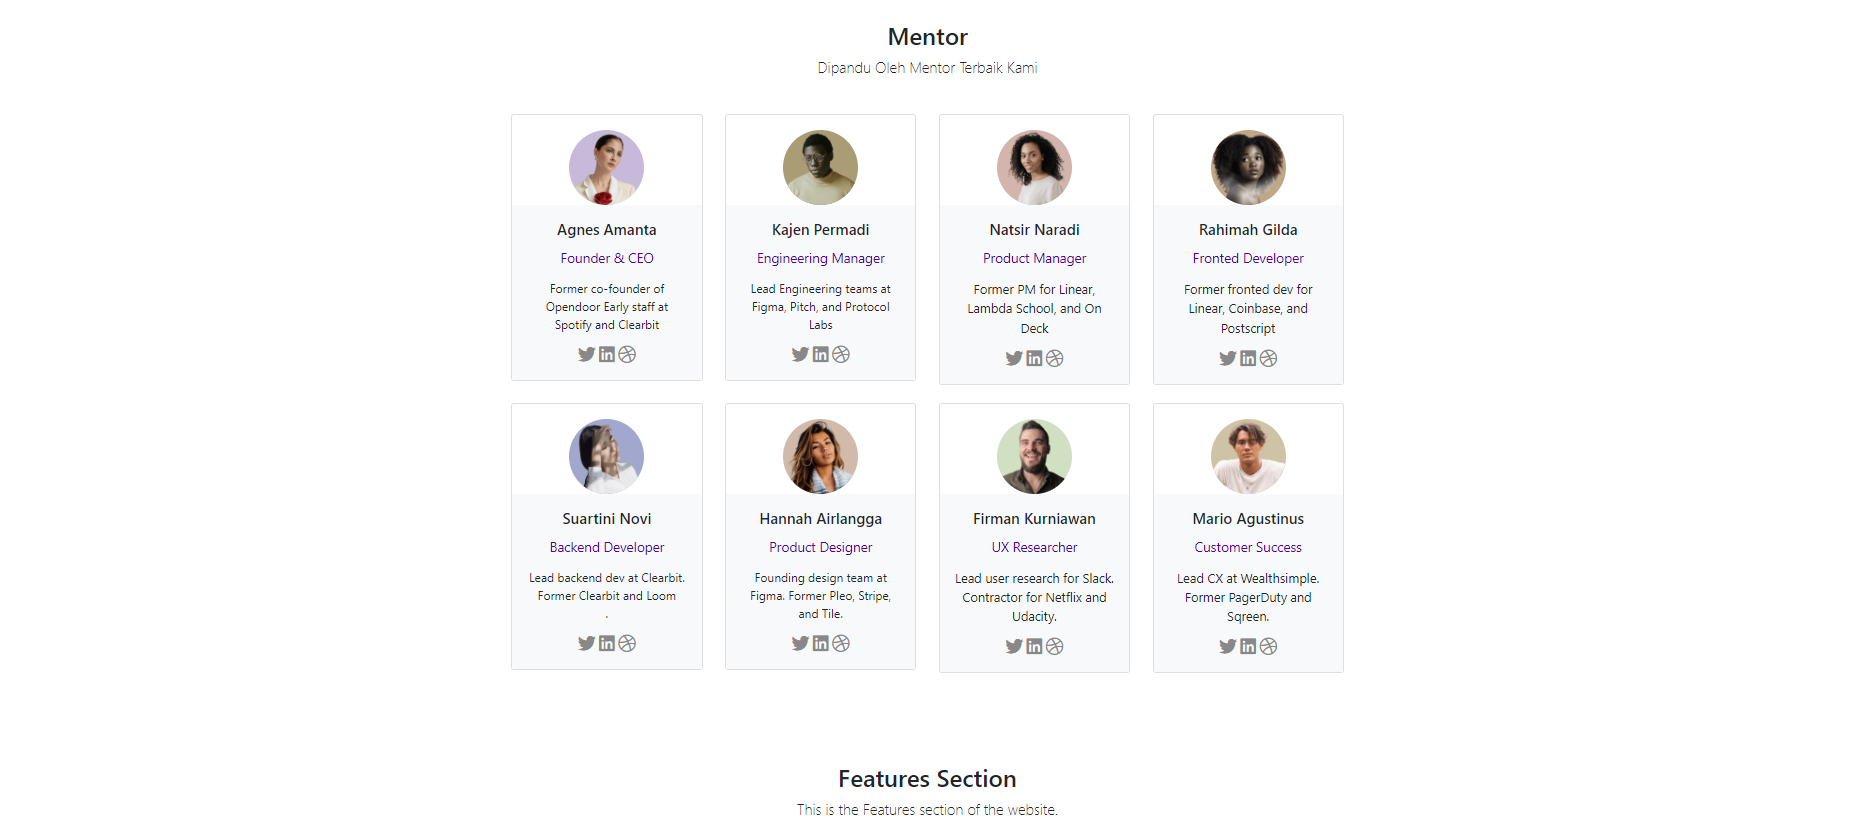 Mentor
Dipandu Oleh Mentor Terbaik Kami
Agnes Amanta
Founder & CEO
Former co-founder of
Opendoor Early staff at
Spotify and Clearbit
Kajen Permadi
Engineering Manager
Lead Engineering teams at
Figma, Pitch, and Protocol
Labs
Natsir Naradi
Product Manager
Former PM for Linear,
Lambda School, and On
Deck
Rahimah Gilda
Fronted Developer
Former fronted dev for
Linear, Coinbase, and
Postscript
Suartini Novi
Backend Developer
Lead backend dev at Clearbit.
Former Clearbit and Loom
.
Hannah Airlangga
Product Designer
Founding design team at
Figma. Former Pleo, Stripe,
and Tile.
Firman Kurniawan
UX Researcher
Lead user research for Slack.
Contractor for Netflix and
Udacity.
Mario Agustinus
Customer Success
Lead CX at Wealthsimple.
Former PagerDuty and
Sqreen.
Features Section
This is the Features section of the website.